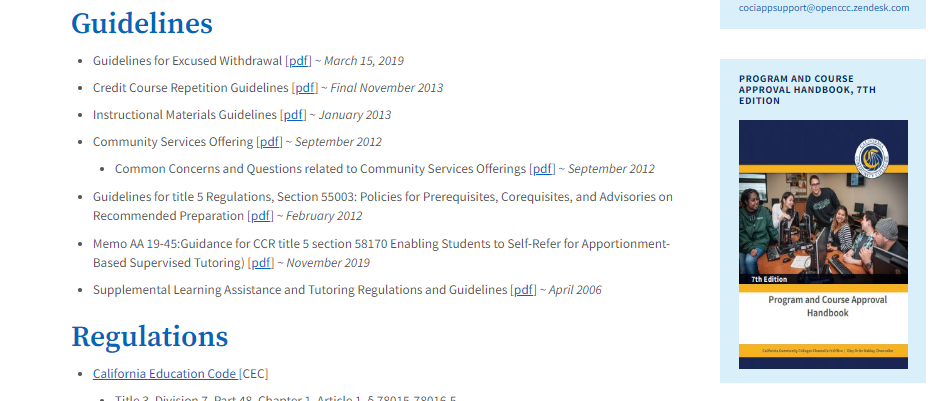 Guidelines
Guidelines for Excused Withdrawal [pdf] ~ March 15, 2019
Credit Course Repetition Guidelines [pdf] ~ Final November 2013
Instructional Materials Guidelines [pdf] ~ January 2013
Community Services Offering [pdf] ~ September 2012
Common Concerns and Questions related to Community Services Offerings [pdf] ~ September 2012
Guidelines for title 5 Regulations, Section 55003: Policies for Prerequisites, Corequisites, and Advisories on
Recommended Preparation [pdf] ~ February 2012
Memo AA 19-45:Guidance for CCR title 5 section 58170 Enabling Students to Self-Refer for Apportionment-
Based Supervised Tutoring) [pdf] ~ November 2019
Supplemental Learning Assistance and Tutoring Regulations and Guidelines [pdf] ~ April 2006
Regulations
California Education Code [CEC]
Title 3, Division 7, Part 48, Chapter 1, Article 1, § 78015-78016.5
cociappsupport@openccc.zendesk.com
PROGRAM AND COURSE
APPROVAL HANDBOOK, 7TH
EDITION
7th Edition
Program and Course Approval
Handbook